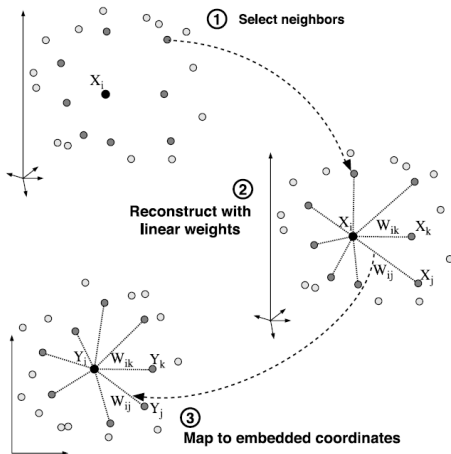 1 Select neighbors
X_i
2
Reconstruct with
linear weights
X_i
W_ik X_k
W_ij
X_j
Y_i W_ik Y_k
W_ij Y_j
3
Map to embedded coordinates